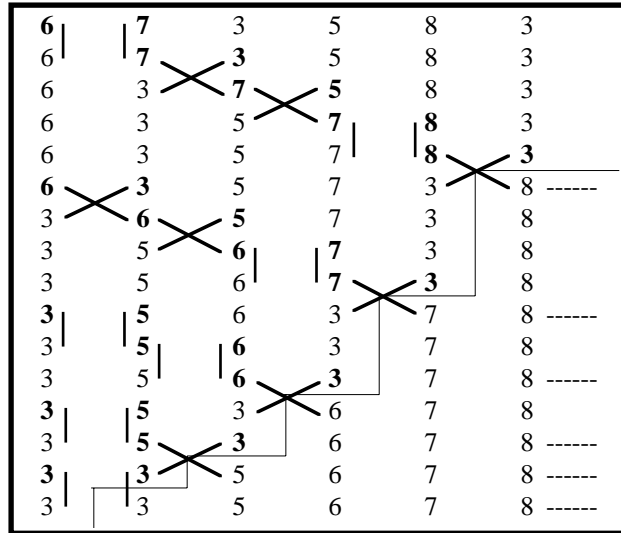 6 7 3 5 8 3
6 7 3 5 8 3
6 3 7 5 8 3
6 3 5 7 8 3
6 3 5 7 8 3
6 3 5 7 3 8 ------
3 6 5 7 3 8
3 5 6 7 3 8
3 5 6 7 3 8
3 5 6 3 7 8 ------
3 5 6 3 7 8
3 5 6 3 7 8 ------
3 5 3 6 7 8
3 5 3 6 7 8 ------
3 3 5 6 7 8 ------
3 3 5 6 7 8 ------